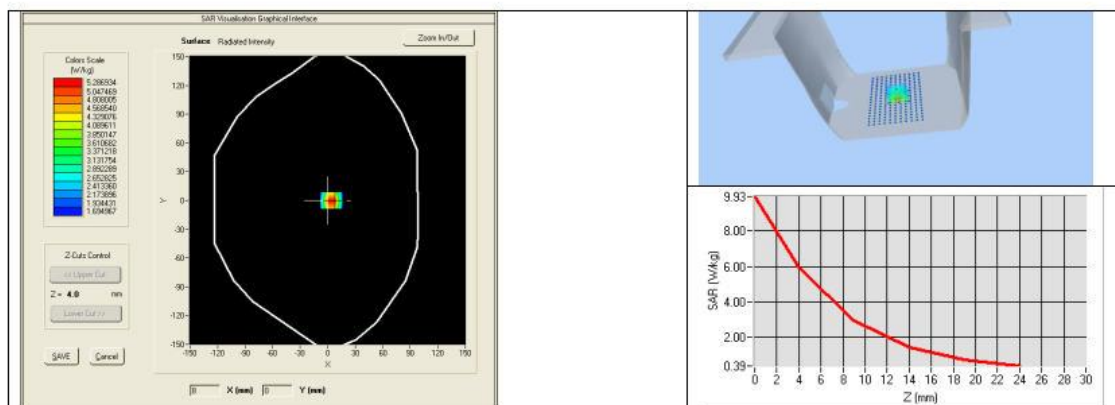 SAR Visualisation Graphical Interface
Surface Radiated Intensity
Zoom In/Out
Colors Scale
(W/kg)
5.286934
5.047469
4.808005
4.568540
4.329076
4.089611
3.850147
3.610682
3.371218
3.131754
2.892289
2.652825
2.413360
2.173896
1.934431
1.694967
Z-Cuts Control
<< Upper Cut
Z = 4.0 mm
Lower Cut >>
SAVE Cancel
150
120
90
60
30
Y 0
-30
-60
-90
-120
-150
-150 -120 -90 -60 -30 0 30 60 90 120 150
X
X (mm) 0 Y (mm)
9.93
8.00
6.00
4.00
2.00
0.39
SAR (W/kg)
0 2 4 6 8 10 12 14 16 18 20 22 24 26 28 30
Z (mm)